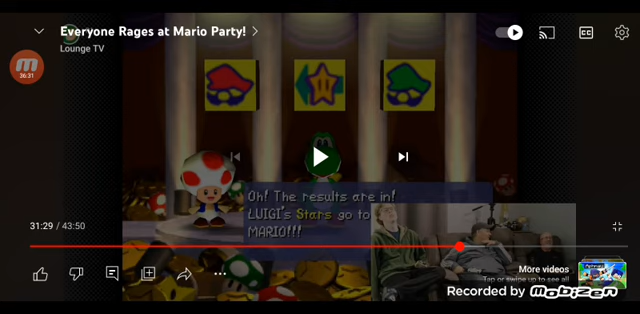 Everyone Rages at Mario Party!
Lounge TV
CC
36:31
Oh! The results are in!
LUIGI's Stars go to
MARIO!!!
31:29 / 43:50
More videos
Tap or swipe up to see all
Recorded by Mobizen